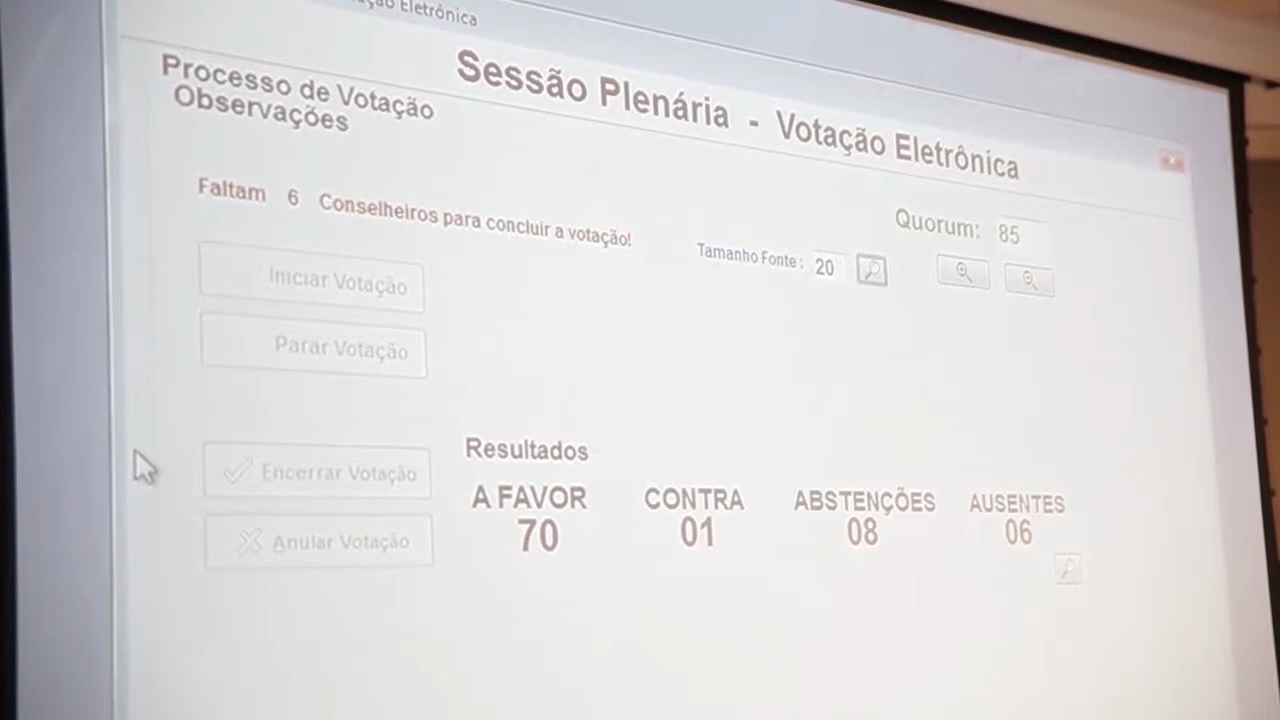 Eletrônica
Sessão Plenária - Votação Eletrônica
Processo de Votação
Observações
Faltam 6 Conselheiros para concluir a votação!
Quorum: 85
Tamanho Fonte : 20
Iniciar Votação
Parar Votação
Encerrar Votação
Anular Votação
Resultados
A FAVOR CONTRA ABSTENÇÕES AUSENTES
70 01 08 06